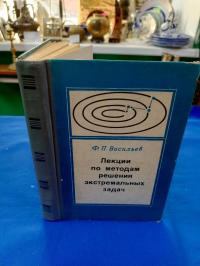 Ф. П. Васильев
Лекции
по методам
решения
экстремальных
задач